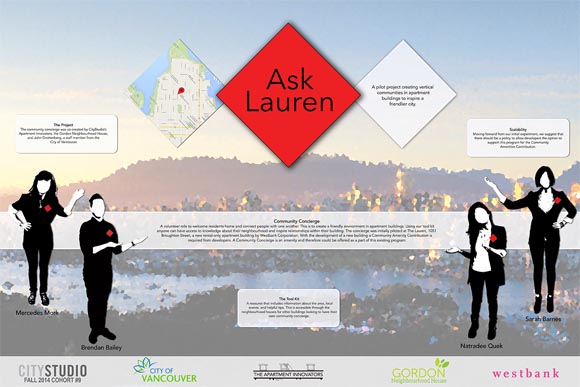 Ask
Lauren
A pilot project creating vertical
communities in apartment
buildings to inspire a
friendlier city.
The Project
The community concierge was co-created by CityStudio's
Apartment Innovators, the Gordon Neighbourhood House,
and John Grottenberg, a staff member from the
City of Vancouver.
Scalability
Moving forward from our initial experiment, we suggest that
there should be a policy to allow developers the option to
support this program for the Community
Amenities Contribution.
Community Concierge
A volunteer role to welcome residents home and connect people with one another. This is to create a friendly environment in apartment buildings. Using our tool kit
anyone can have access to knowledge about their neighbourhood and inspire relationships within their building. The concierge was initially piloted at The Lauren, 1051
Broughton Street, a new rental-only apartment building by Westbank Corporation. With the development of a new building a Community Amenity Contribution is
required from developers. A Community Concierge is an amenity and therefore could be offered as a part of this existing program.
The Tool Kit
A resource that includes information about the area, local
events, and helpful tips. This is accessible through the
neighbourhood houses for other buildings looking to have their
own community concierge.
Mercedes Mork
Brendan Bailey
Natradee Quek
Sarah Barnes
CITYSTUDIO
FALL 2014 COHORT #9
CITY OF
VANCOUVER
THE APARTMENT INNOVATORS
GORDON
Neighbourhood House
westbank